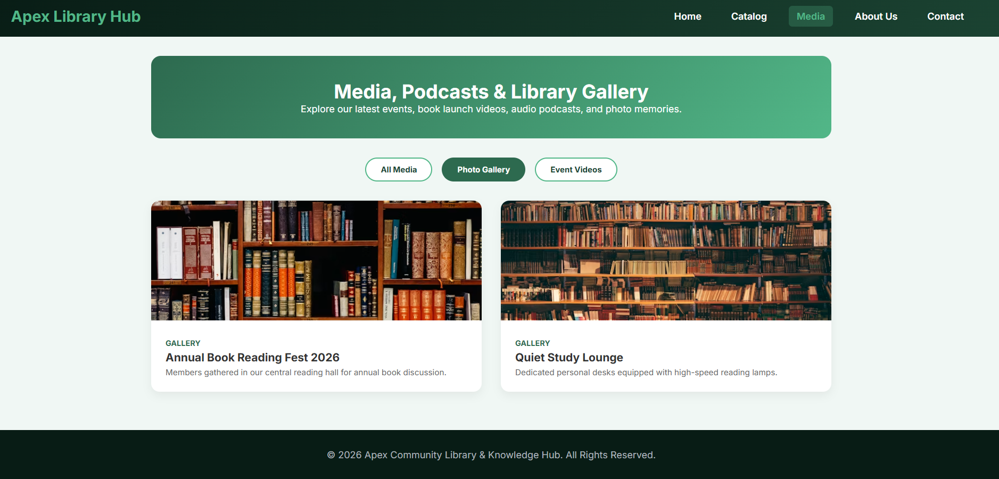 Apex Library Hub
Home
Catalog
Media
About Us
Contact
Media, Podcasts & Library Gallery
Explore our latest events, book launch videos, audio podcasts, and photo memories.
All Media
Photo Gallery
Event Videos
GALLERY
Annual Book Reading Fest 2026
Members gathered in our central reading hall for annual book discussion.
GALLERY
Quiet Study Lounge
Dedicated personal desks equipped with high-speed reading lamps.
© 2026 Apex Community Library & Knowledge Hub. All Rights Reserved.